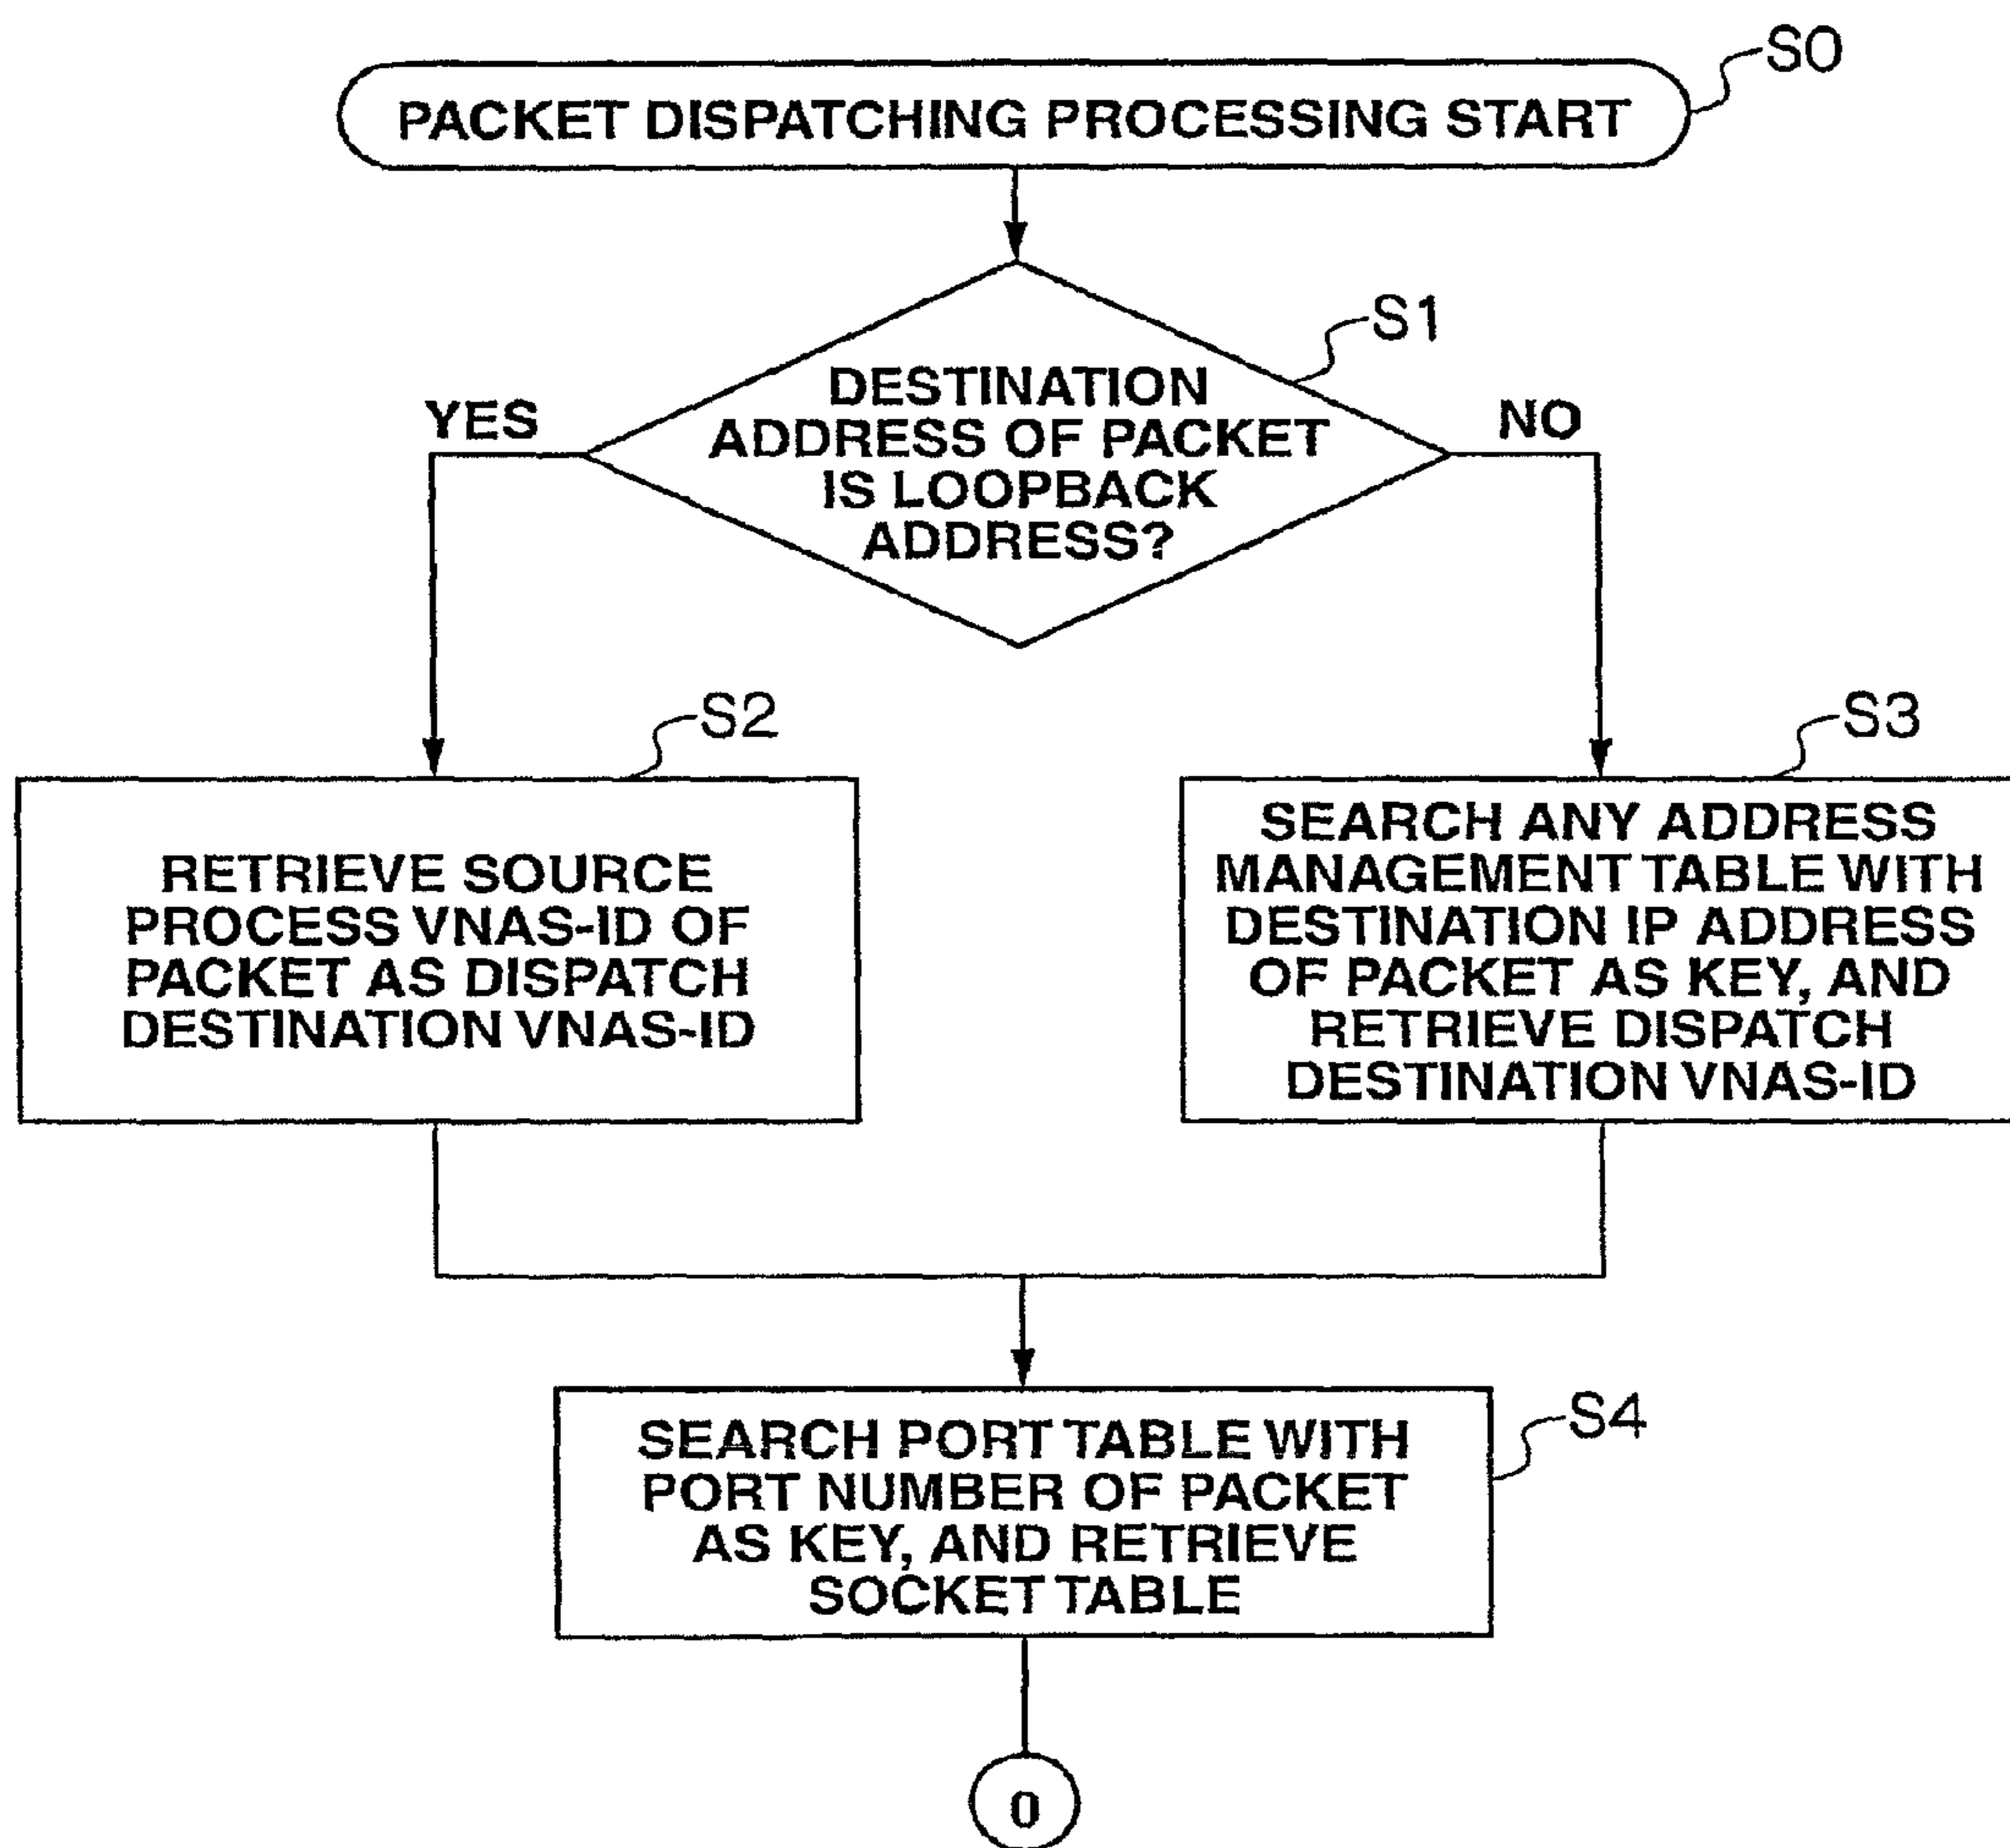 S0
PACKET DISPATCHING PROCESSING START
S1
DESTINATION
ADDRESS OF PACKET
IS LOOPBACK
ADDRESS?
YES
NO
S2
RETRIEVE SOURCE
PROCESS VNAS-ID OF
PACKET AS DISPATCH
DESTINATION VNAS-ID
S3
SEARCH ANY ADDRESS
MANAGEMENT TABLE WITH
DESTINATION IP ADDRESS
OF PACKET AS KEY, AND
RETRIEVE DISPATCH
DESTINATION VNAS-ID
S4
SEARCH PORT TABLE WITH
PORT NUMBER OF PACKET
AS KEY, AND RETRIEVE
SOCKET TABLE
0